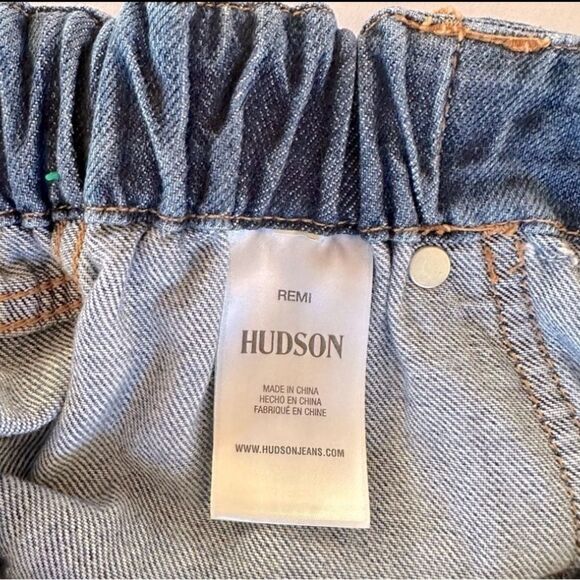 REMI
HUDSON
MADE IN CHINA
HECHO EN CHINA
FABRIQUÉ EN CHINE
WWW.HUDSONJEANS.COM